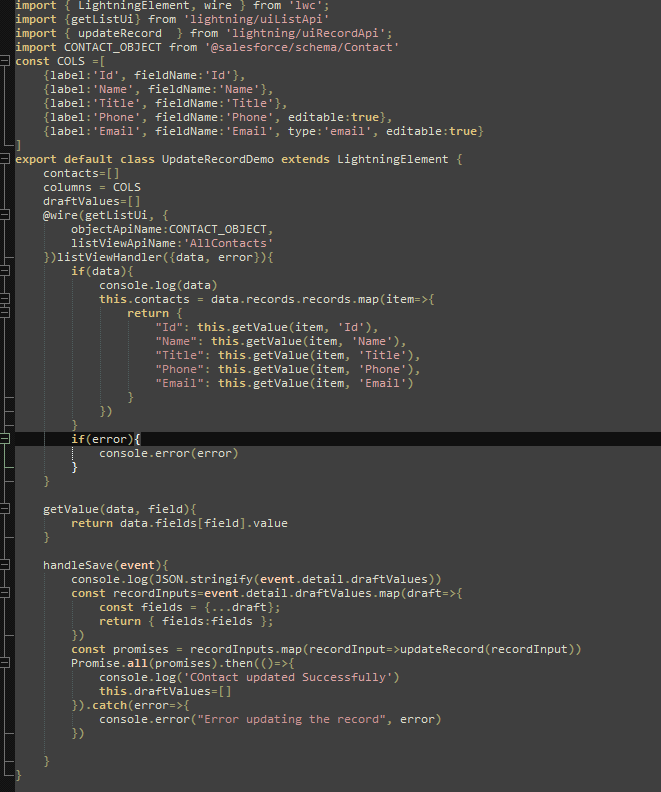 import { LightningElement, wire } from 'lwc';
import {getListUi} from 'lightning/uiListApi'
import { updateRecord  } from 'lightning/uiRecordApi';
import CONTACT_OBJECT from '@salesforce/schema/Contact'
const COLS =[
    {label:'Id', fieldName:'Id'},
    {label:'Name', fieldName:'Name'},
    {label:'Title', fieldName:'Title'},
    {label:'Phone', fieldName:'Phone', editable:true},
    {label:'Email', fieldName:'Email', type:'email', editable:true}
]
export default class UpdateRecordDemo extends LightningElement {
    contacts=[]
    columns = COLS
    draftValues=[]
    @wire(getListUi, {
        objectApiName:CONTACT_OBJECT,
        listViewApiName:'AllContacts'
    })listViewHandler({data, error}){
        if(data){
            console.log(data)
            this.contacts = data.records.records.map(item=>{
                return {
                    "Id": this.getValue(item, 'Id'),
                    "Name": this.getValue(item, 'Name'),
                    "Title": this.getValue(item, 'Title'),
                    "Phone": this.getValue(item, 'Phone'),
                    "Email": this.getValue(item, 'Email')
                }
            })
        }
        if(error){
            console.error(error)
        }
    }

    getValue(data, field){
        return data.fields[field].value
    }

    handleSave(event){
        console.log(JSON.stringify(event.detail.draftValues))
        const recordInputs=event.detail.draftValues.map(draft=>{
            const fields = {...draft};
            return { fields:fields };
        })
        const promises = recordInputs.map(recordInput=>updateRecord(recordInput))
        Promise.all(promises).then(()=>{
            console.log('COntact updated Successfully')
            this.draftValues=[]
        }).catch(error=>{
            console.error("Error updating the record", error)
        })

    }
}